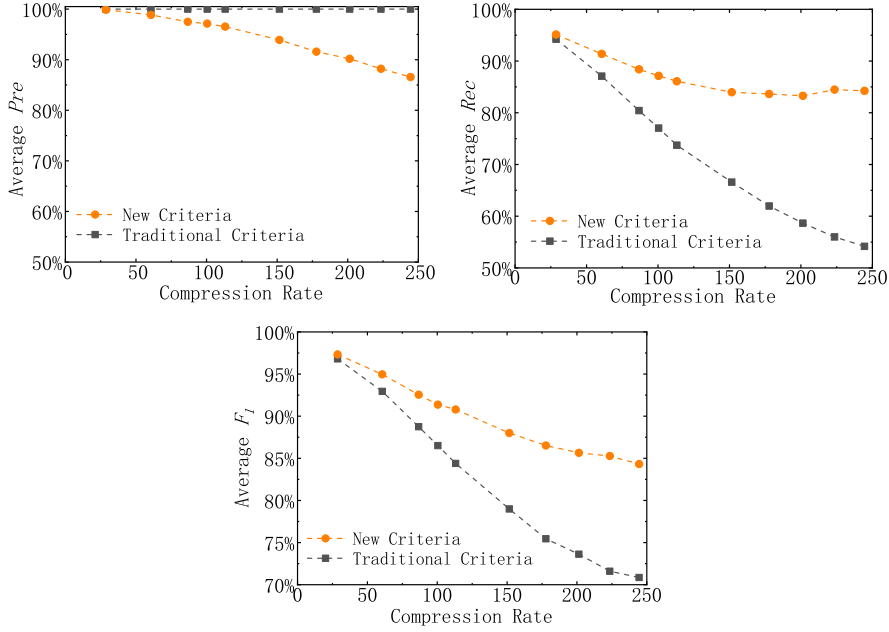 100%
90%
80%
70%
60%
50%
Average Pre
New Criteria
Traditional Criteria
0 50 100 150 200 250
Compression Rate
100%
90%
80%
70%
60%
50%
Average Rec
New Criteria
Traditional Criteria
0 50 100 150 200 250
Compression Rate
100%
95%
90%
85%
80%
75%
70%
Average F1
New Criteria
Traditional Criteria
0 50 100 150 200 250
Compression Rate